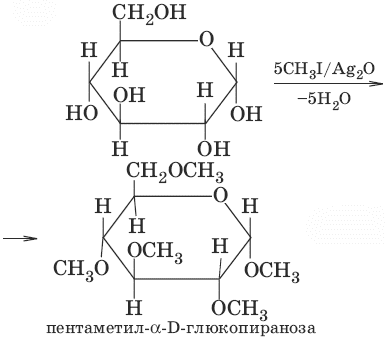 CH₂OH
H O H
H
OH H
HO OH
H OH
5CH₃I/Ag₂O
−5H₂O
CH₂OCH₃
H O H
H
OCH₃ H
CH₃O OCH₃
H OCH₃
пентаметил-α-D-глюкопираноза